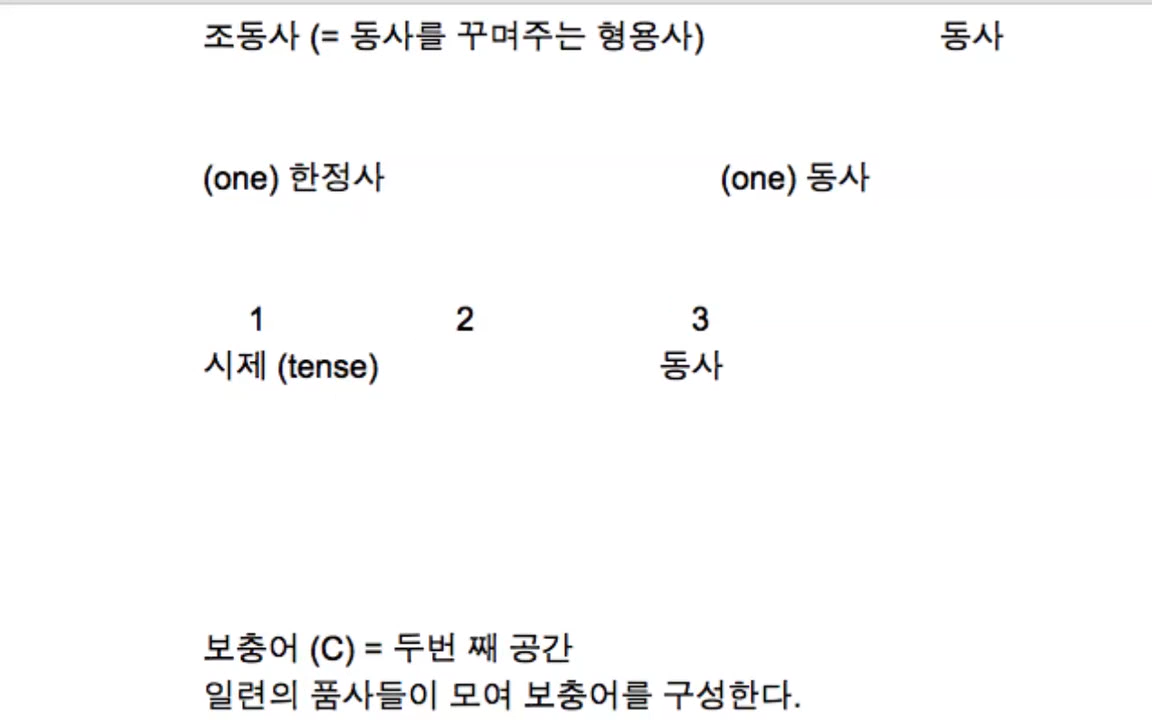 조동사 (= 동사를 꾸며주는 형용사) 동사
(one) 한정사 (one) 동사
1 2 3
시제 (tense) 동사
보충어 (C) = 두번 째 공간
일련의 품사들이 모여 보충어를 구성한다.